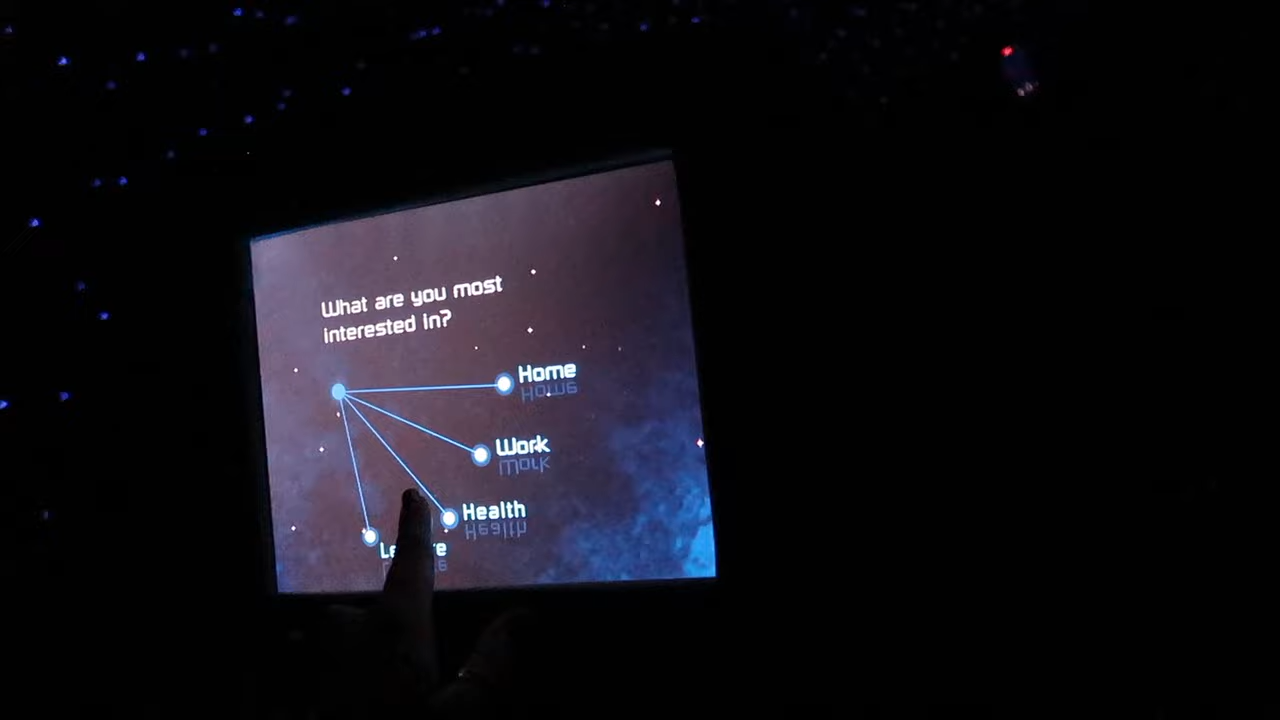 What are you most
interested in?
Home
Work
Health